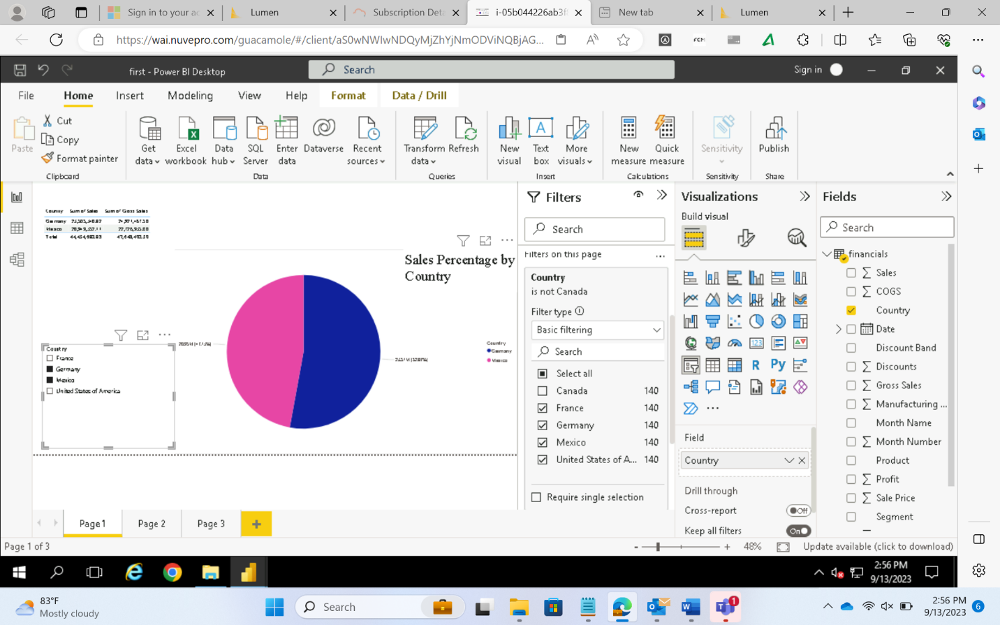 Sign in to your ac
Lumen
Subscription Deta
i-05b044226ab3f
New tab
Lumen
https://wai.nuvepro.com/guacamole/#/client/aS0wNWIwNDQyMjZhYjNmODViNQBjAG...
FCM
first - Power BI Desktop
Search
Sign in
File
Home
Insert
Modeling
View
Help
Format
Data / Drill
Paste
Cut
Copy
Format painter
Clipboard
Get data
Excel workbook
Data hub
SQL Server
Enter data
Dataverse
Recent sources
Data
Transform data
Refresh
Queries
New visual
Text box
More visuals
Insert
New measure
Quick measure
Calculations
Sensitivity
Sensitivity
Publish
Share
Country Sum of Sales Sum of Gross Sales
Germany
Mexico
Total
Sales Percentage by
Country
Country
Germany
Mexico
Country
France
Germany
Mexico
United States of America
Filters
Search
Filters on this page
Country
is not Canada
Filter type
Basic filtering
Search
Select all
Canada 140
France 140
Germany 140
Mexico 140
United States of A... 140
Require single selection
Visualizations
Build visual
123
R
Py
Field
Country
Drill through
Cross-report
Off
Keep all filters
On
Fields
Search
financials
Sales
COGS
Country
Date
Discount Band
Discounts
Gross Sales
Manufacturing ...
Month Name
Month Number
Product
Profit
Sale Price
Segment
Page 1
Page 2
Page 3
Page 1 of 3
48%
Update available (click to download)
2:56 PM
9/13/2023
83°F
Mostly cloudy
Search
1
2:56 PM
9/13/2023
6